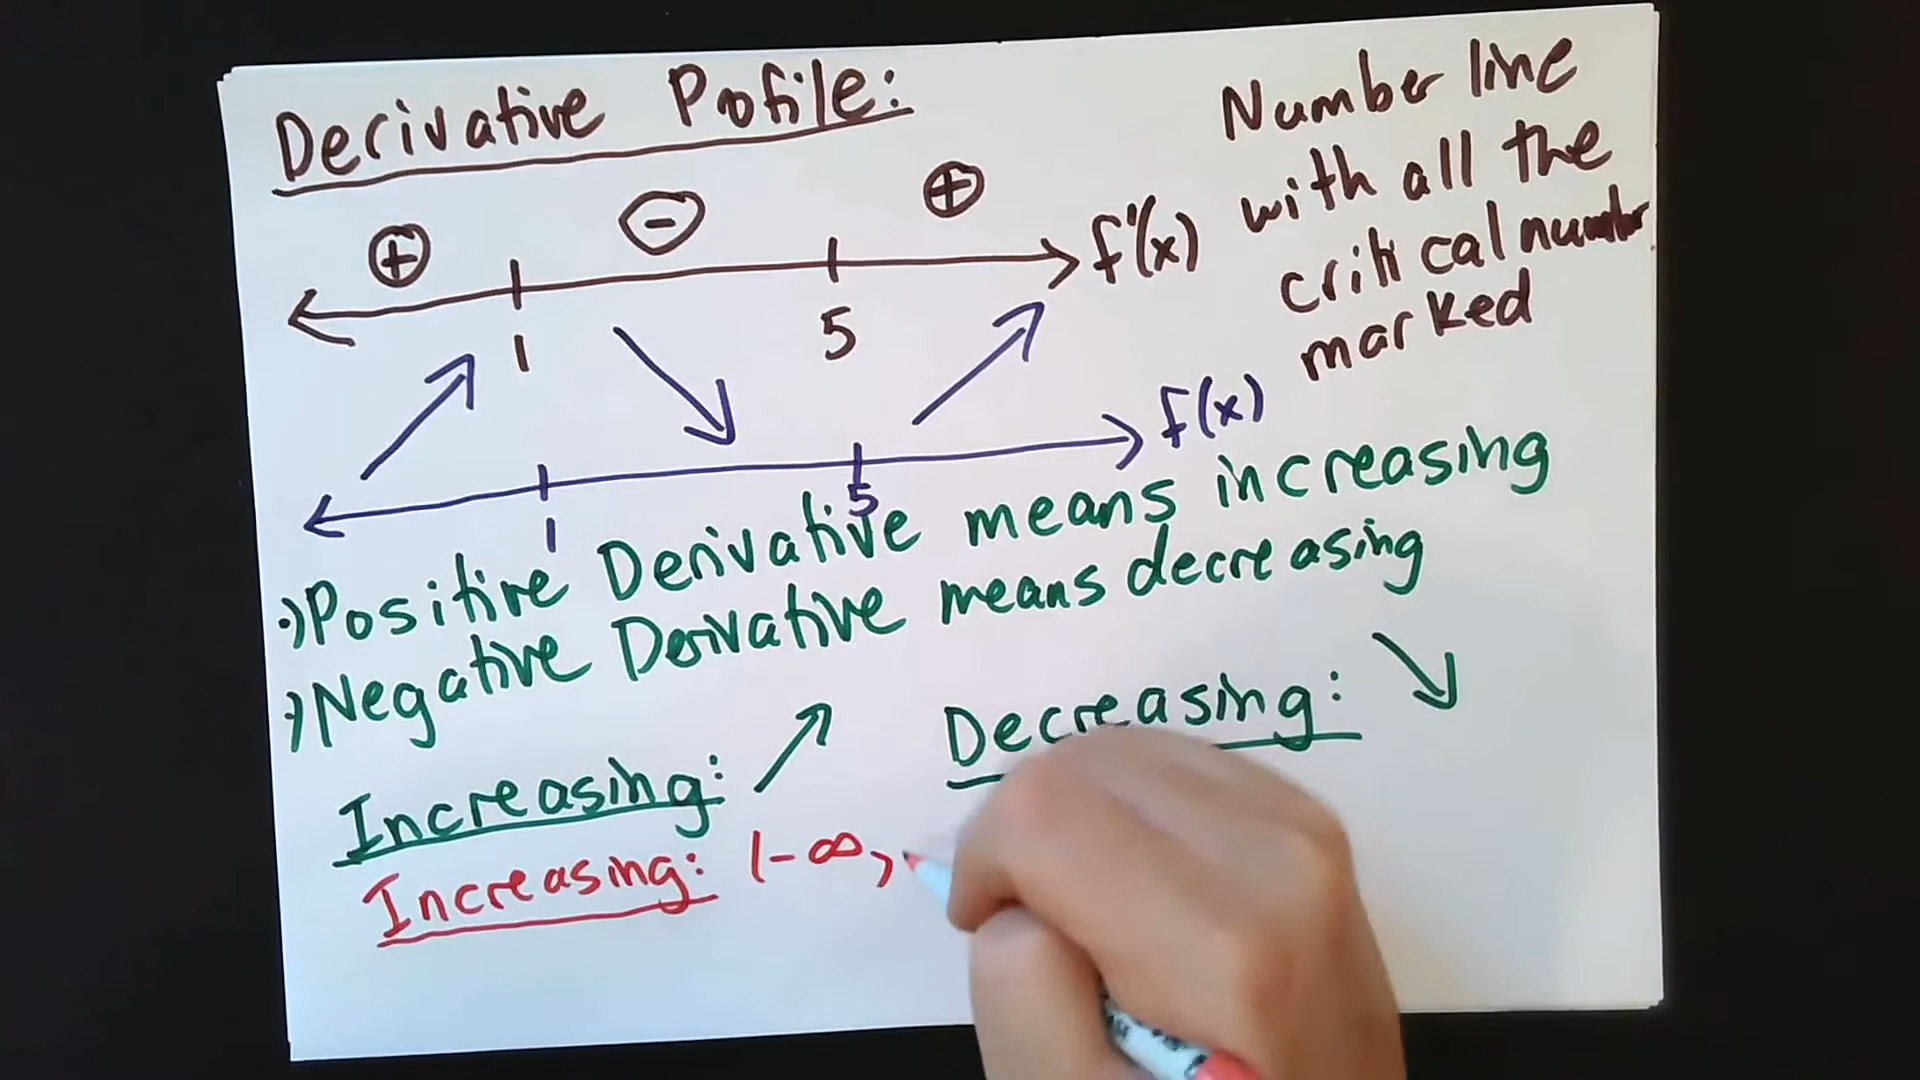 Derivative Pofile:
Number line
with all the
critical number
marked
+ - +
f'(x)
1 5
f(x)
1 5
Positive Derivative means increasing
Negative Derivative means decreasing
Increasing:
Decreasing:
Increasing: (-∞,